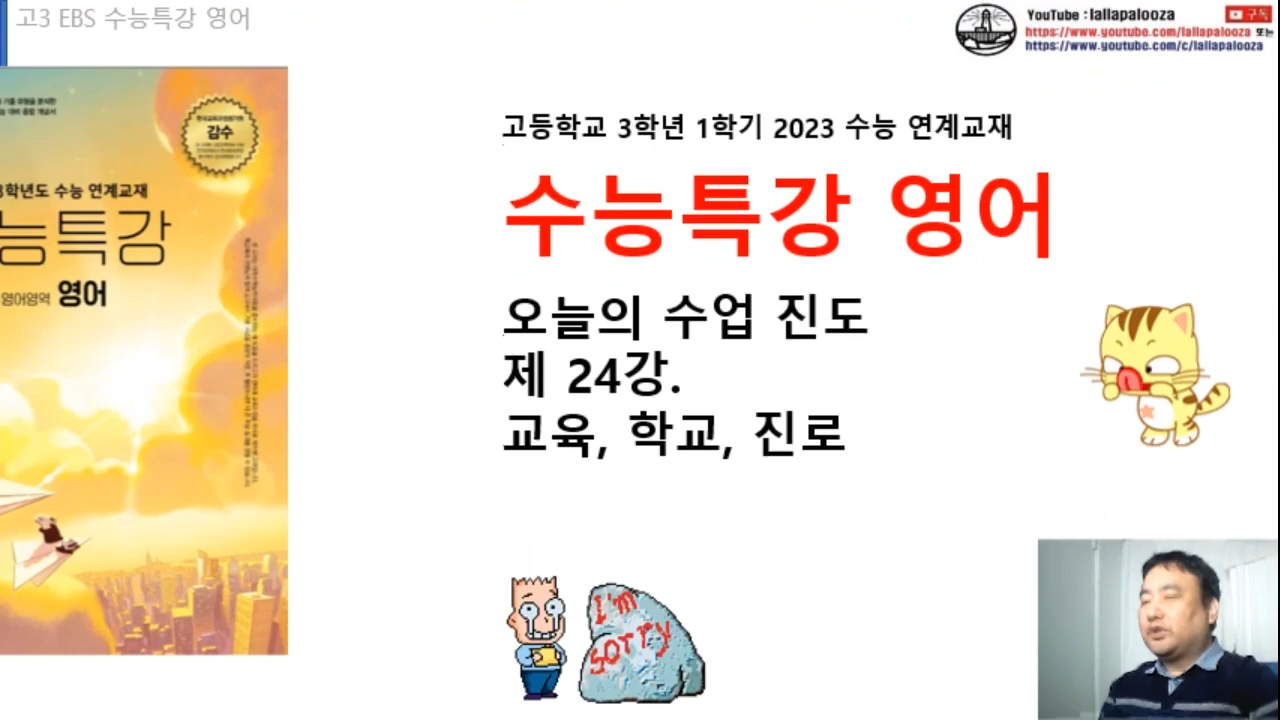 고3 EBS 수능특강 영어
YouTube : lallapalooza
구독
https://www.youtube.com/lallapalooza 또는
https://www.youtube.com/c/lallapalooza
감수
3학년도 수능 연계교재
능특강
영어영역 영어
고등학교 3학년 1학기 2023 수능 연계교재
수능특강 영어
오늘의 수업 진도
제 24강.
교육, 학교, 진로
I'm
sorry